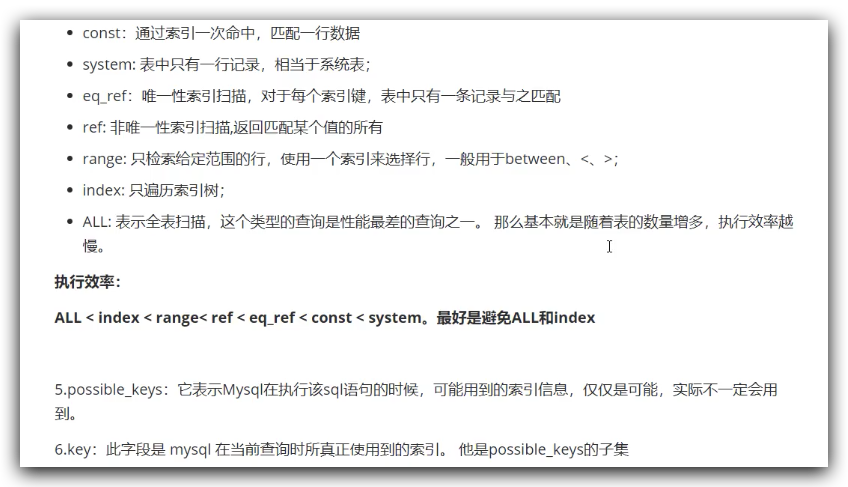 const：通过索引一次命中，匹配一行数据
system: 表中只有一行记录，相当于系统表；
eq_ref：唯一性索引扫描，对于每个索引键，表中只有一条记录与之匹配
ref: 非唯一性索引扫描,返回匹配某个值的所有
range: 只检索给定范围的行，使用一个索引来选择行，一般用于between、<、>；
index: 只遍历索引树；
ALL: 表示全表扫描，这个类型的查询是性能最差的查询之一。 那么基本就是随着表的数量增多，执行效率越
慢。
执行效率：
ALL < index < range< ref < eq_ref < const < system。最好是避免ALL和index
5.possible_keys：它表示Mysql在执行该sql语句的时候，可能用到的索引信息，仅仅是可能，实际不一定会用
到。
6.key：此字段是 mysql 在当前查询时所真正使用到的索引。 他是possible_keys的子集